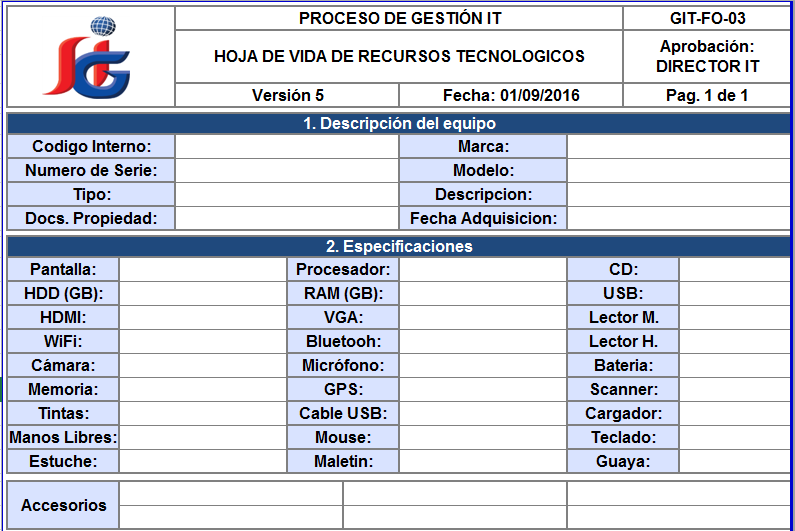 PROCESO DE GESTIÓN IT
GIT-FO-03
HOJA DE VIDA DE RECURSOS TECNOLOGICOS
Aprobación:
DIRECTOR IT
Versión 5
Fecha: 01/09/2016
Pag. 1 de 1
1. Descripción del equipo
Codigo Interno:
Marca:
Numero de Serie:
Modelo:
Tipo:
Descripcion:
Docs. Propiedad:
Fecha Adquisicion:
2. Especificaciones
Pantalla:
Procesador:
CD:
HDD (GB):
RAM (GB):
USB:
HDMI:
VGA:
Lector M.
WiFi:
Bluetooh:
Lector H.
Cámara:
Micrófono:
Bateria:
Memoria:
GPS:
Scanner:
Tintas:
Cable USB:
Cargador:
Manos Libres:
Mouse:
Teclado:
Estuche:
Maletin:
Guaya:
Accesorios